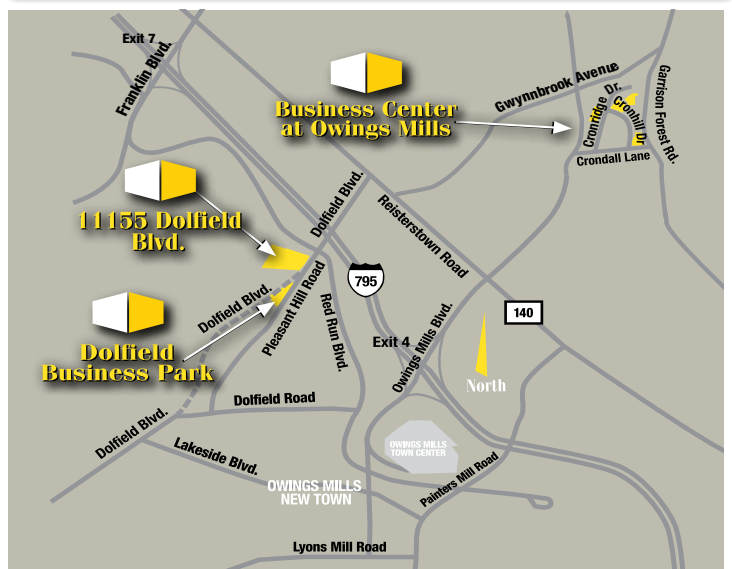 Exit 7
Franklin Blvd.
Business Center
at Owings Mills
Gwynnbrook Avenue
Garrison Forest Rd.
Cronridge Dr.
Cronhill Dr
Crondall Lane
11155 Dolfield
Blvd.
Dolfield Blvd.
Reisterstown Road
795
140
Dolfield Blvd.
Pleasant Hill Road
Red Run Blvd.
Owings Mills Blvd.
Exit 4
Dolfield
Business Park
North
Dolfield Road
Dolfield Blvd.
Lakeside Blvd.
OWINGS MILLS
TOWN CENTER
OWINGS MILLS
NEW TOWN
Painters Mill Road
Lyons Mill Road